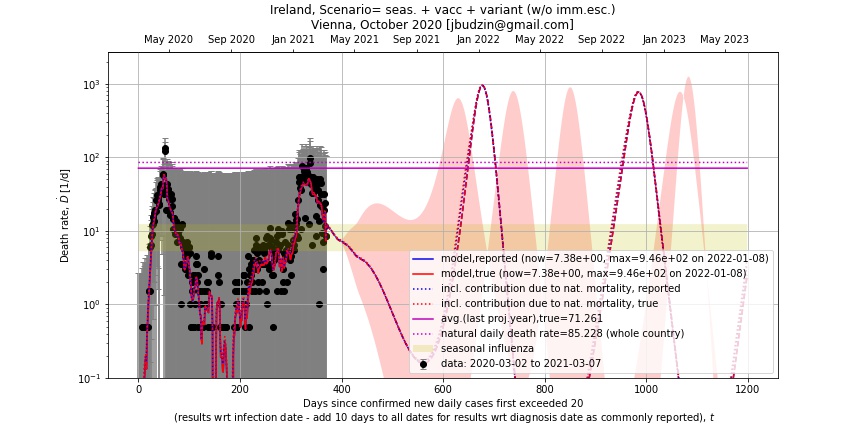 Ireland, Scenario= seas. + vacc + variant (w/o imm.esc.)
Vienna, October 2020 [jbudzin@gmail.com]
May 2020 Sep 2020 Jan 2021 May 2021 Sep 2021 Jan 2022 May 2022 Sep 2022 Jan 2023 May 2023
Death rate, D [1/d]
10³
10²
10¹
10⁰
10⁻¹
model,reported (now=7.38e+00, max=9.46e+02 on 2022-01-08)
model,true (now=7.38e+00, max=9.46e+02 on 2022-01-08)
incl. contribution due to nat. mortality, reported
incl. contribution due to nat. mortality, true
avg.(last proj.year),true=71.261
natural daily death rate=85.228 (whole country)
seasonal influenza
data: 2020-03-02 to 2021-03-07
0 200 400 600 800 1000 1200
Days since confirmed new daily cases first exceeded 20
(results wrt infection date - add 10 days to all dates for results wrt diagnosis date as commonly reported), t